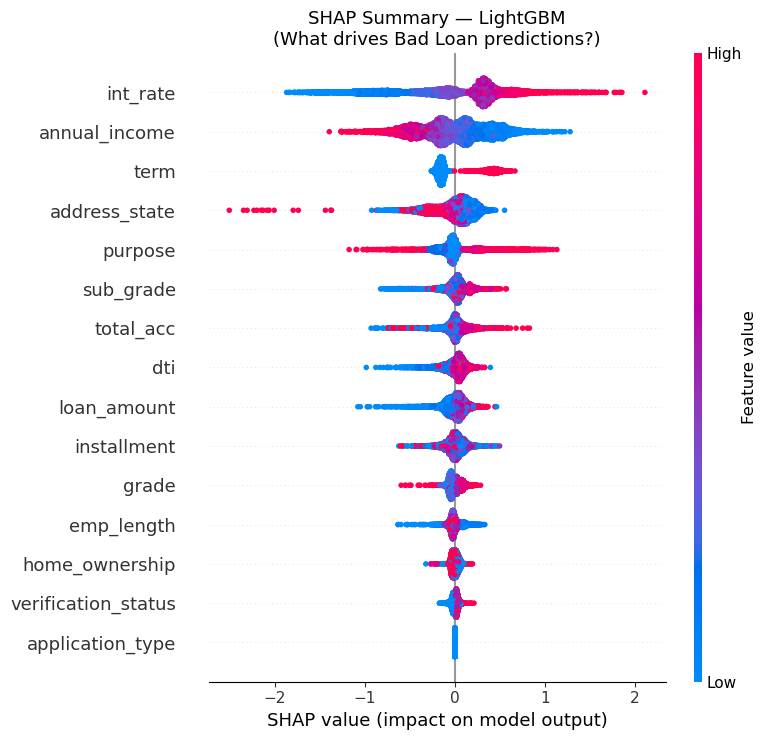 SHAP Summary — LightGBM
(What drives Bad Loan predictions?)
High
int_rate
annual_income
term
address_state
purpose
sub_grade
total_acc
dti
loan_amount
installment
grade
emp_length
home_ownership
verification_status
application_type
Feature value
Low
−2
−1
0
1
2
SHAP value (impact on model output)